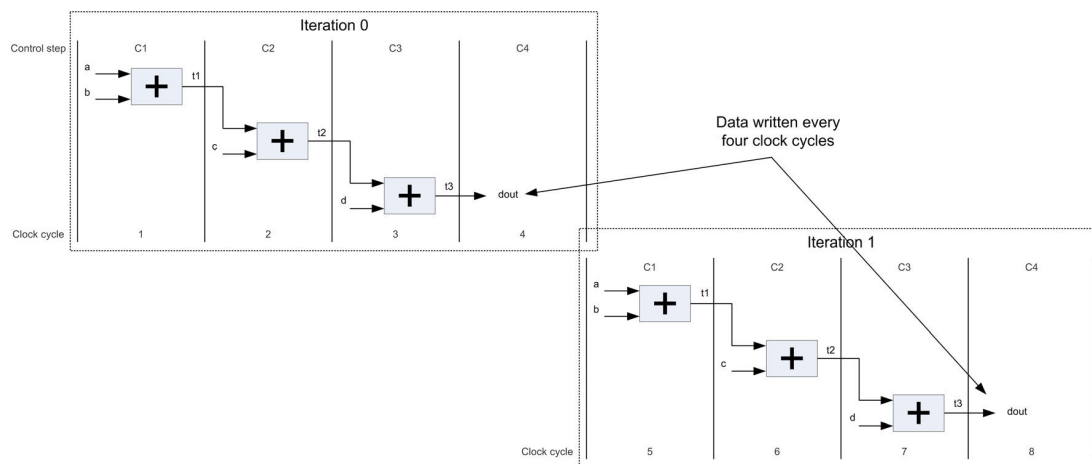 Iteration 0
Control step C1 C2 C3 C4
a
t1
b
t2
c
t3
d
dout
Clock cycle 1 2 3 4
Data written every
four clock cycles
Iteration 1
C1 C2 C3 C4
a
t1
b
t2
c
t3
d
dout
Clock cycle 5 6 7 8